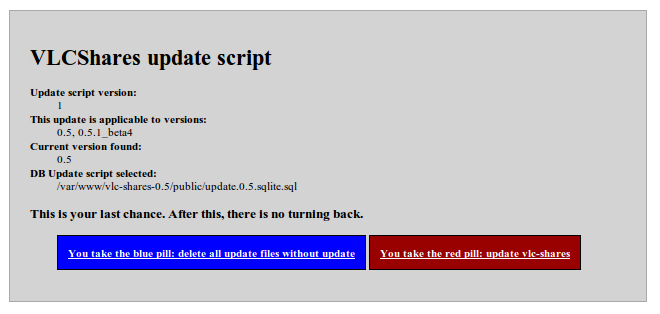 VLCShares update script
Update script version:
1
This update is applicable to versions:
0.5, 0.5.1_beta4
Current version found:
0.5
DB Update script selected:
/var/www/vlc-shares-0.5/public/update.0.5.sqlite.sql
This is your last chance. After this, there is no turning back.
You take the blue pill: delete all update files without update
You take the red pill: update vlc-shares